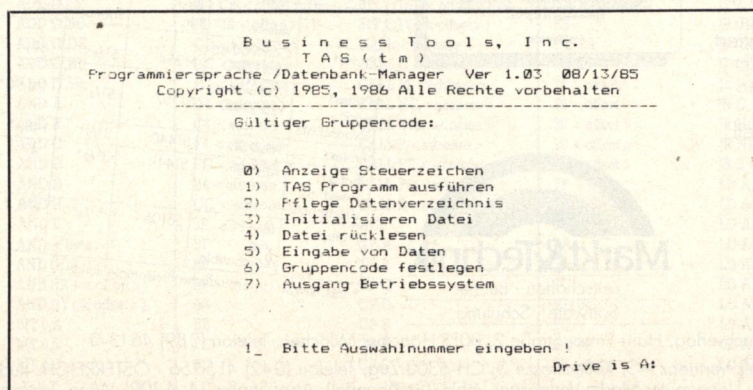 Business Tools, Inc.
TAS(tm)
Programmiersprache /Datenbank-Manager Ver 1.03 08/13/85
Copyright (c) 1985, 1986 Alle Rechte vorbehalten
Gültiger Gruppencode:
0) Anzeige Steuerzeichen
1) TAS Programm ausführen
2) Pflege Datenverzeichnis
3) Initialisieren Datei
4) Datei rücklesen
5) Eingabe von Daten
6) Gruppencode festlegen
7) Ausgang Betriebssystem
!_ Bitte Auswahlnummer eingeben !
Drive is A:
Markt&Technik